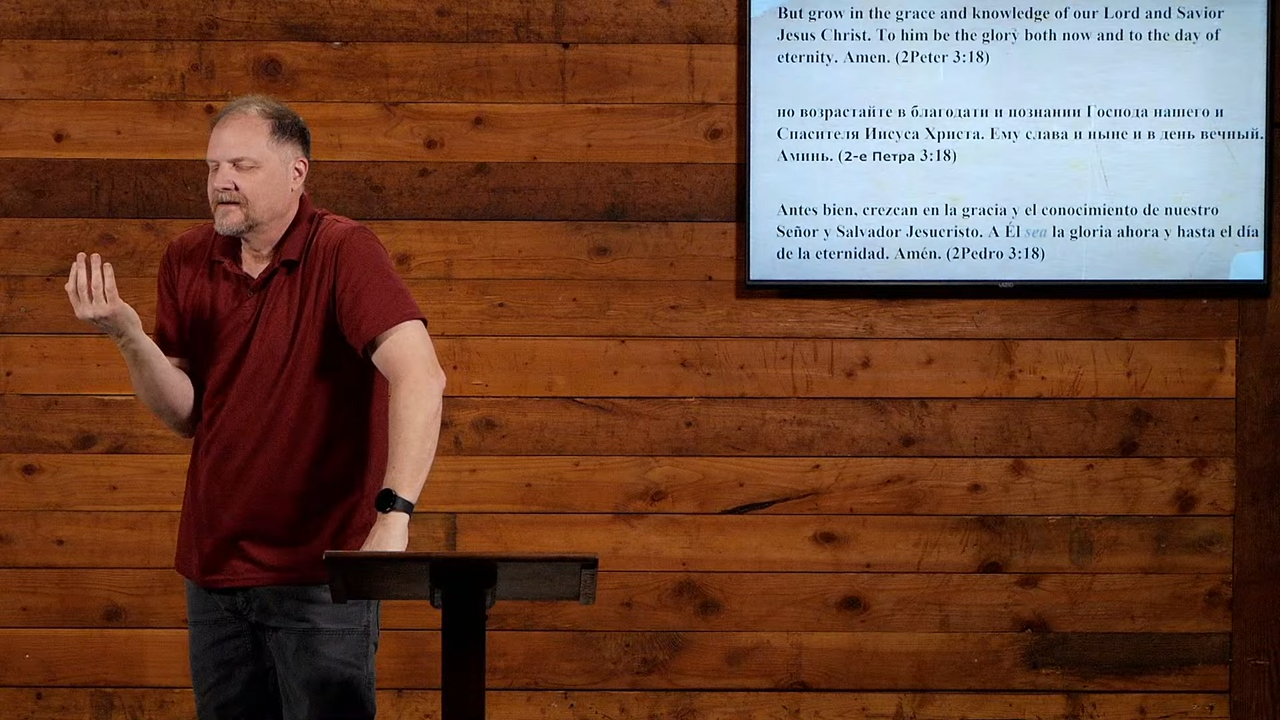 But grow in the grace and knowledge of our Lord and Savior
Jesus Christ. To him be the glory both now and to the day of
eternity. Amen. (2Peter 3:18)
но возрастайте в благодати и познании Господа нашего и
Спасителя Иисуса Христа. Ему слава и ныне и в день вечный.
Аминь. (2-е Петра 3:18)
Antes bien, crezcan en la gracia y el conocimiento de nuestro
Señor y Salvador Jesucristo. A Él sea la gloria ahora y hasta el día
de la eternidad. Amén. (2Pedro 3:18)
VIZIO